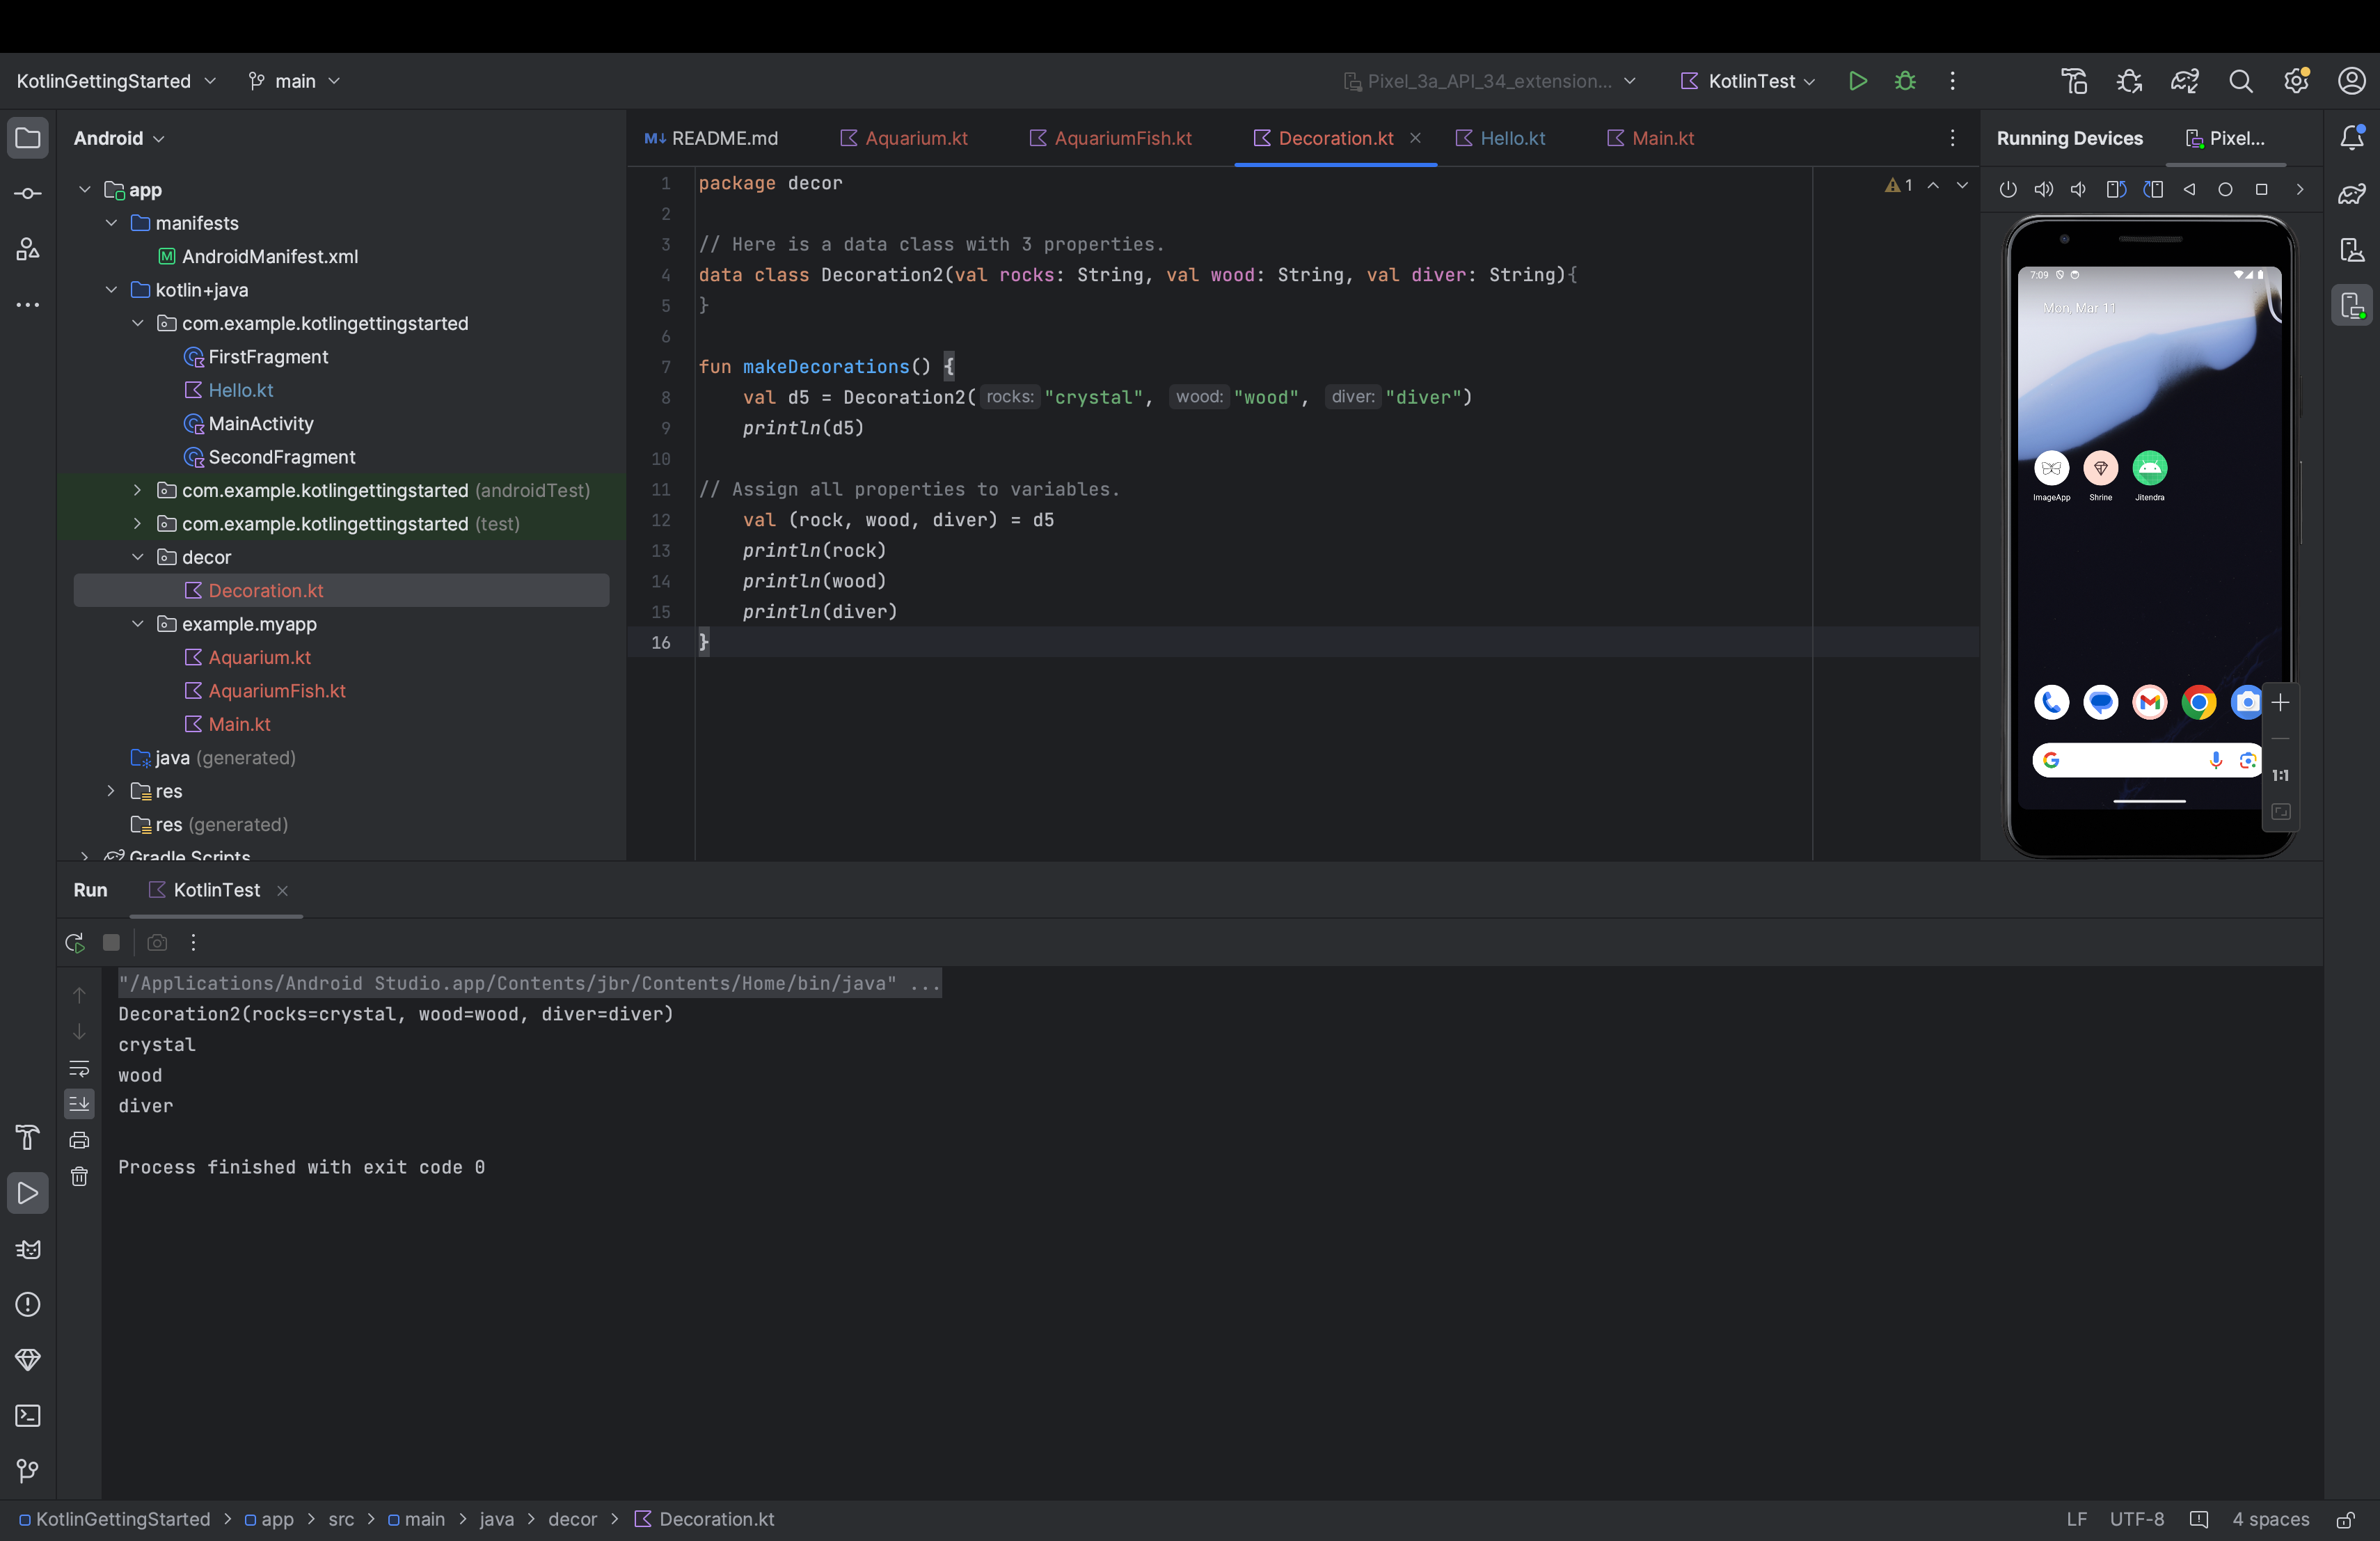 KotlinGettingStarted main Pixel_3a_API_34_extension... KotlinTest
Android
app
manifests
AndroidManifest.xml
kotlin+java
com.example.kotlingettingstarted
FirstFragment
Hello.kt
MainActivity
SecondFragment
com.example.kotlingettingstarted (androidTest)
com.example.kotlingettingstarted (test)
decor
Decoration.kt
example.myapp
Aquarium.kt
AquariumFish.kt
Main.kt
java (generated)
res
res (generated)
Gradle Scripts
README.md Aquarium.kt AquariumFish.kt Decoration.kt Hello.kt Main.kt
1 package decor
2
3 // Here is a data class with 3 properties.
4 data class Decoration2(val rocks: String, val wood: String, val diver: String){
5 }
6
7 fun makeDecorations() {
8 val d5 = Decoration2( rocks: "crystal", wood: "wood", diver: "diver")
9 println(d5)
10
11 // Assign all properties to variables.
12 val (rock, wood, diver) = d5
13 println(rock)
14 println(wood)
15 println(diver)
16 }
1
Running Devices Pixel...
7:09
Mon, Mar 11
ImageApp Shrine Jitendra
1:1
Run KotlinTest
"/Applications/Android Studio.app/Contents/jbr/Contents/Home/bin/java" ...
Decoration2(rocks=crystal, wood=wood, diver=diver)
crystal
wood
diver
Process finished with exit code 0
KotlinGettingStarted > app > src > main > java > decor > Decoration.kt LF UTF-8 4 spaces